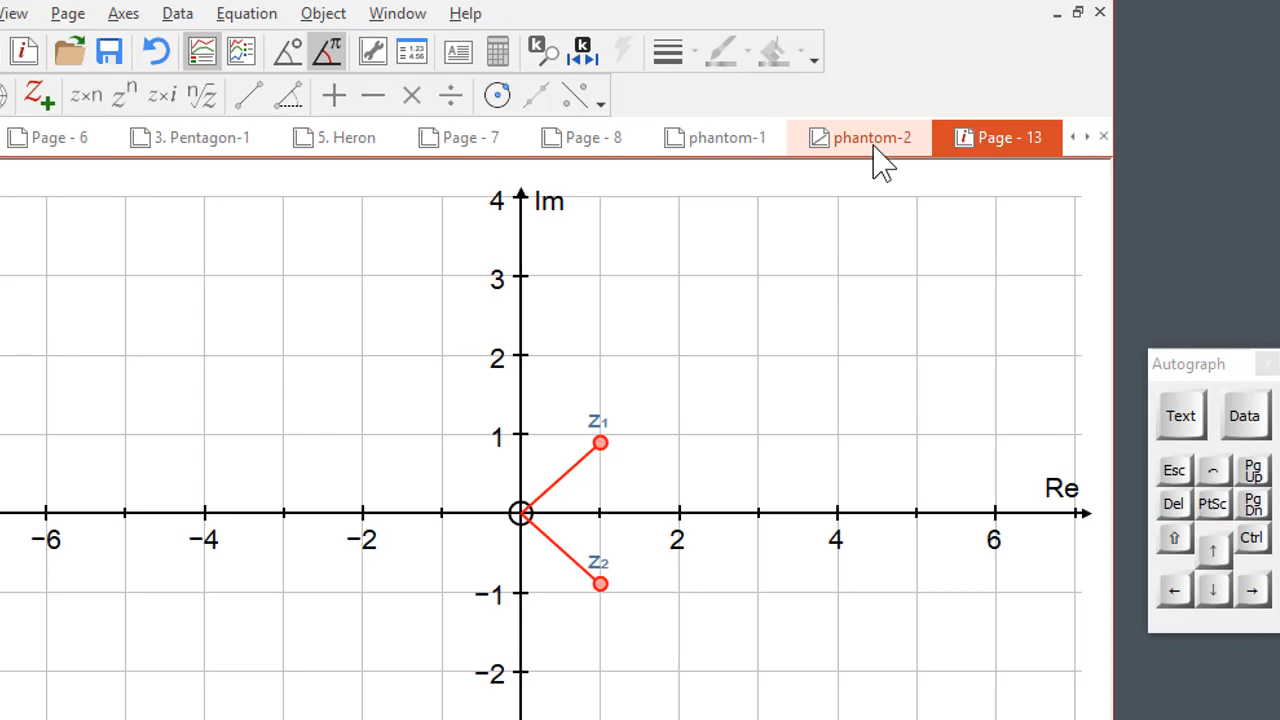 View Page Axes Data Equation Object Window Help
z×n zⁿ z×i ⁿ√z
Page - 6 3. Pentagon-1 5. Heron Page - 7 Page - 8 phantom-1 phantom-2 Page - 13
4 Im
3
2
1
z₁
Re
−6 −4 −2 2 4 6
z₂
−1
−2
Autograph
Text Data
Esc Pg Up
Del PtSc Pg Dn
Ctrl